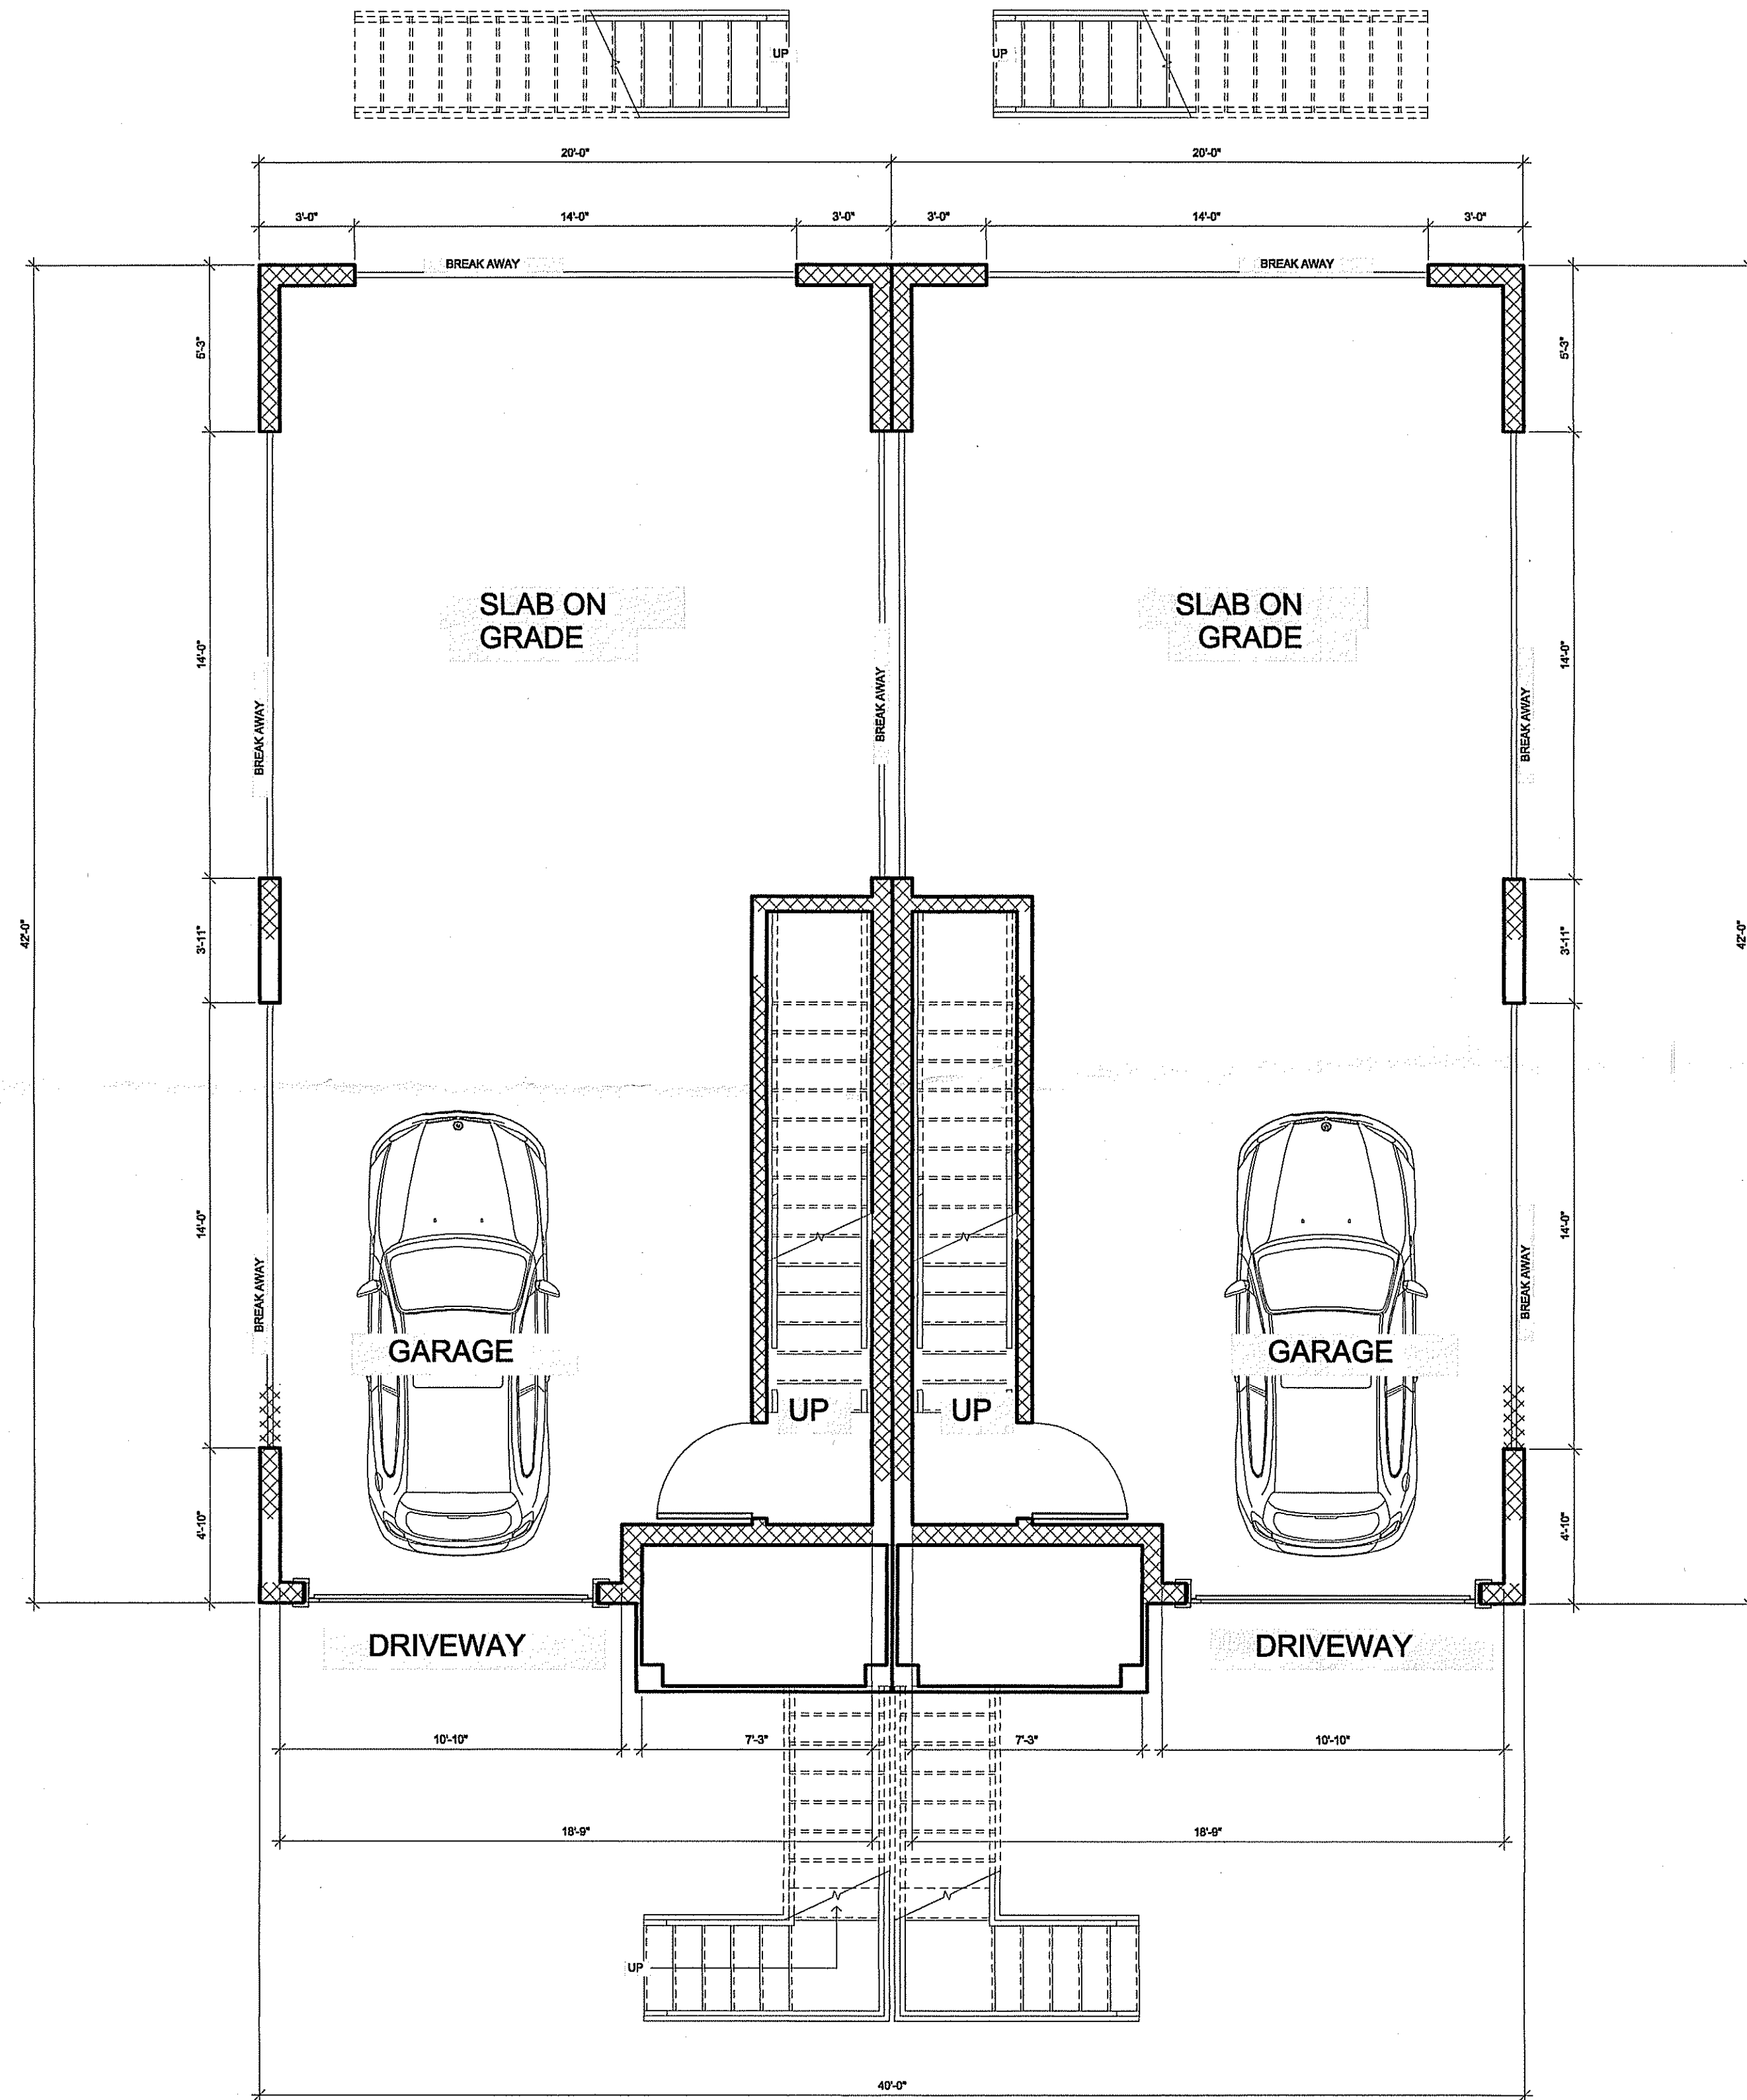 UP
UP
20'-0"
20'-0"
3'-0"
14'-0"
3'-0"
3'-0"
14'-0"
3'-0"
BREAK AWAY
BREAK AWAY
5'-3"
5'-3"
SLAB ON
GRADE
SLAB ON
GRADE
14'-0"
14'-0"
BREAK AWAY
BREAK AWAY
BREAK AWAY
42'-0"
3'-11"
3'-11"
42'-0"
14'-0"
14'-0"
BREAK AWAY
BREAK AWAY
GARAGE
GARAGE
UP
UP
4'-10"
4'-10"
DRIVEWAY
DRIVEWAY
10'-10"
7'-3"
7'-3"
10'-10"
18'-9"
18'-9"
UP
40'-0"